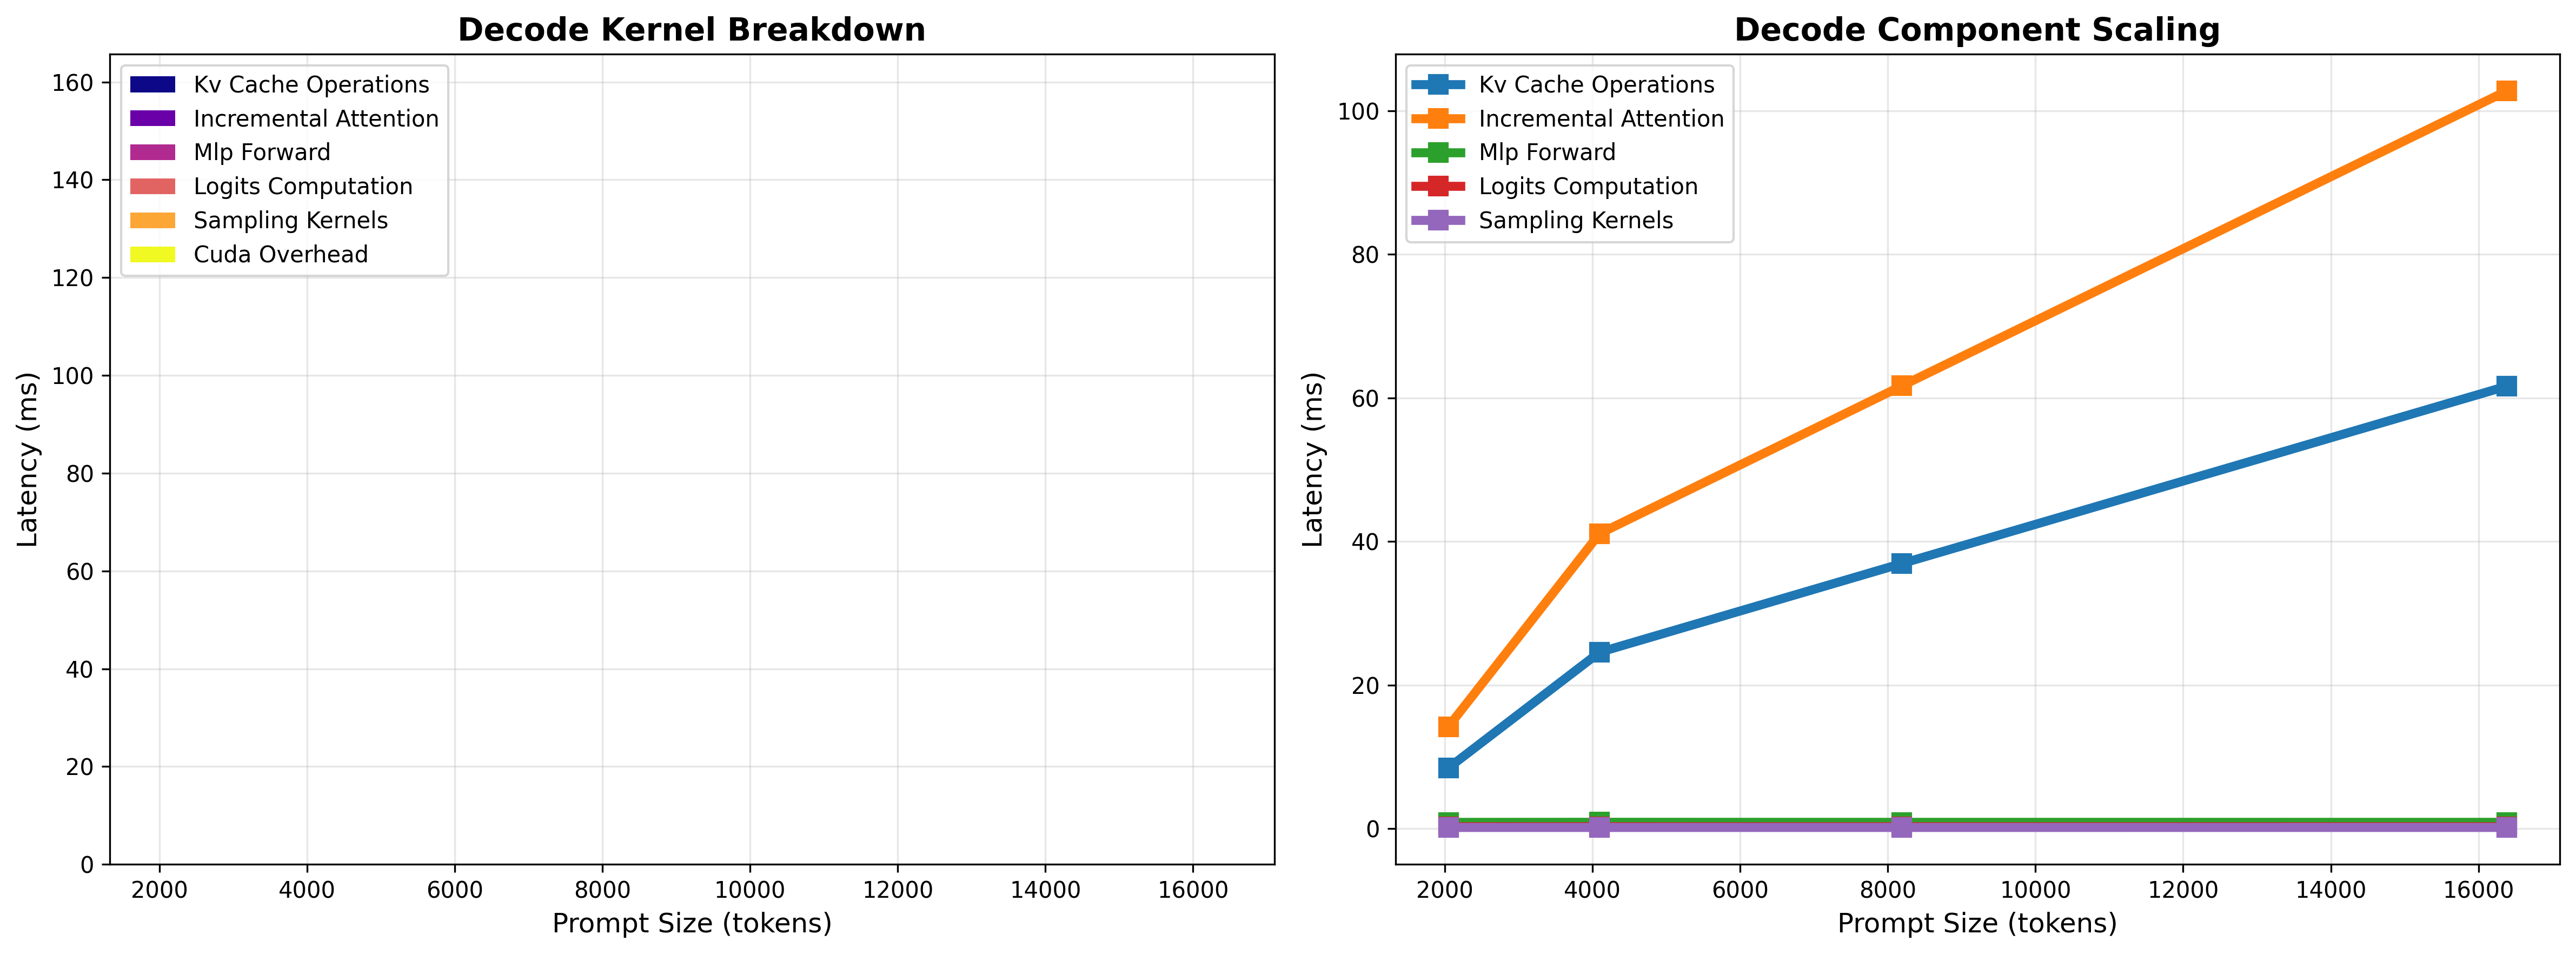 Decode Kernel Breakdown
Kv Cache Operations
Incremental Attention
Mlp Forward
Logits Computation
Sampling Kernels
Cuda Overhead
160
140
120
100
80
60
40
20
0
Latency (ms)
2000 4000 6000 8000 10000 12000 14000 16000
Prompt Size (tokens)
Decode Component Scaling
Kv Cache Operations
Incremental Attention
Mlp Forward
Logits Computation
Sampling Kernels
100
80
60
40
20
0
Latency (ms)
2000 4000 6000 8000 10000 12000 14000 16000
Prompt Size (tokens)